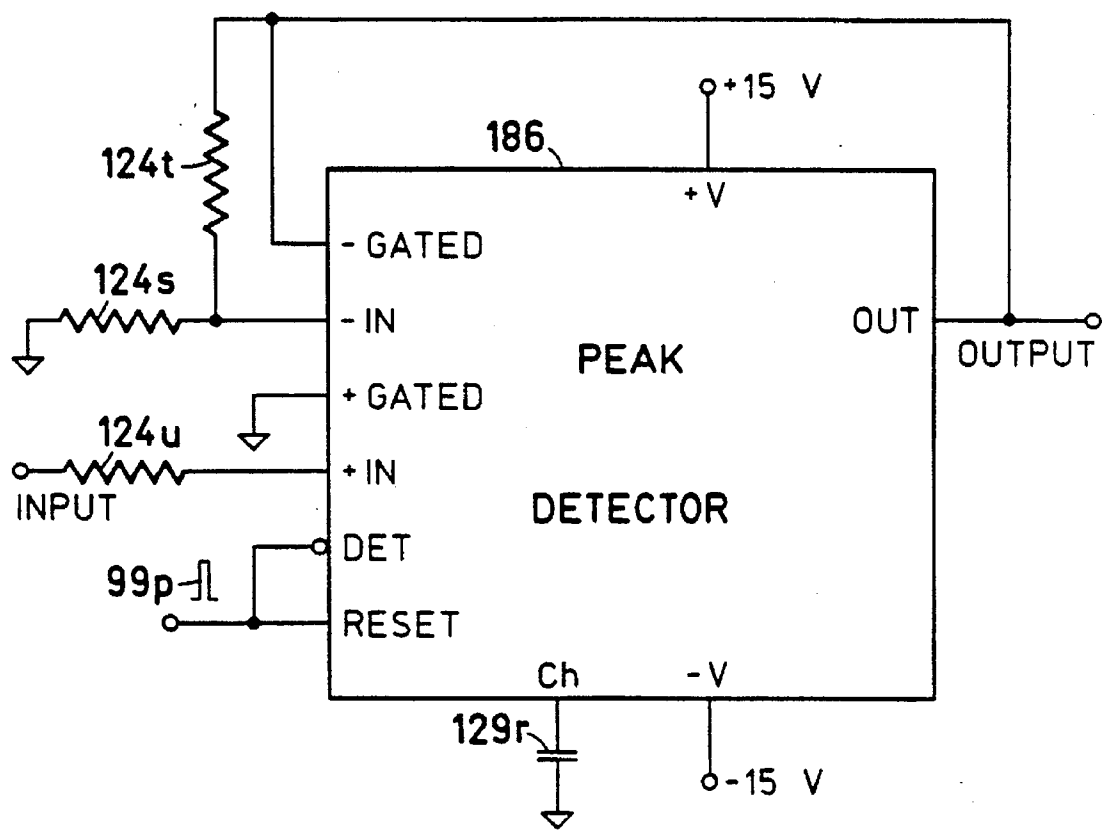 +15 V
186
124t
+V
- GATED
124s
- IN
OUT
PEAK
OUTPUT
+ GATED
124u
+ IN
INPUT
DETECTOR
DET
99p
RESET
Ch
-V
129r
-15 V